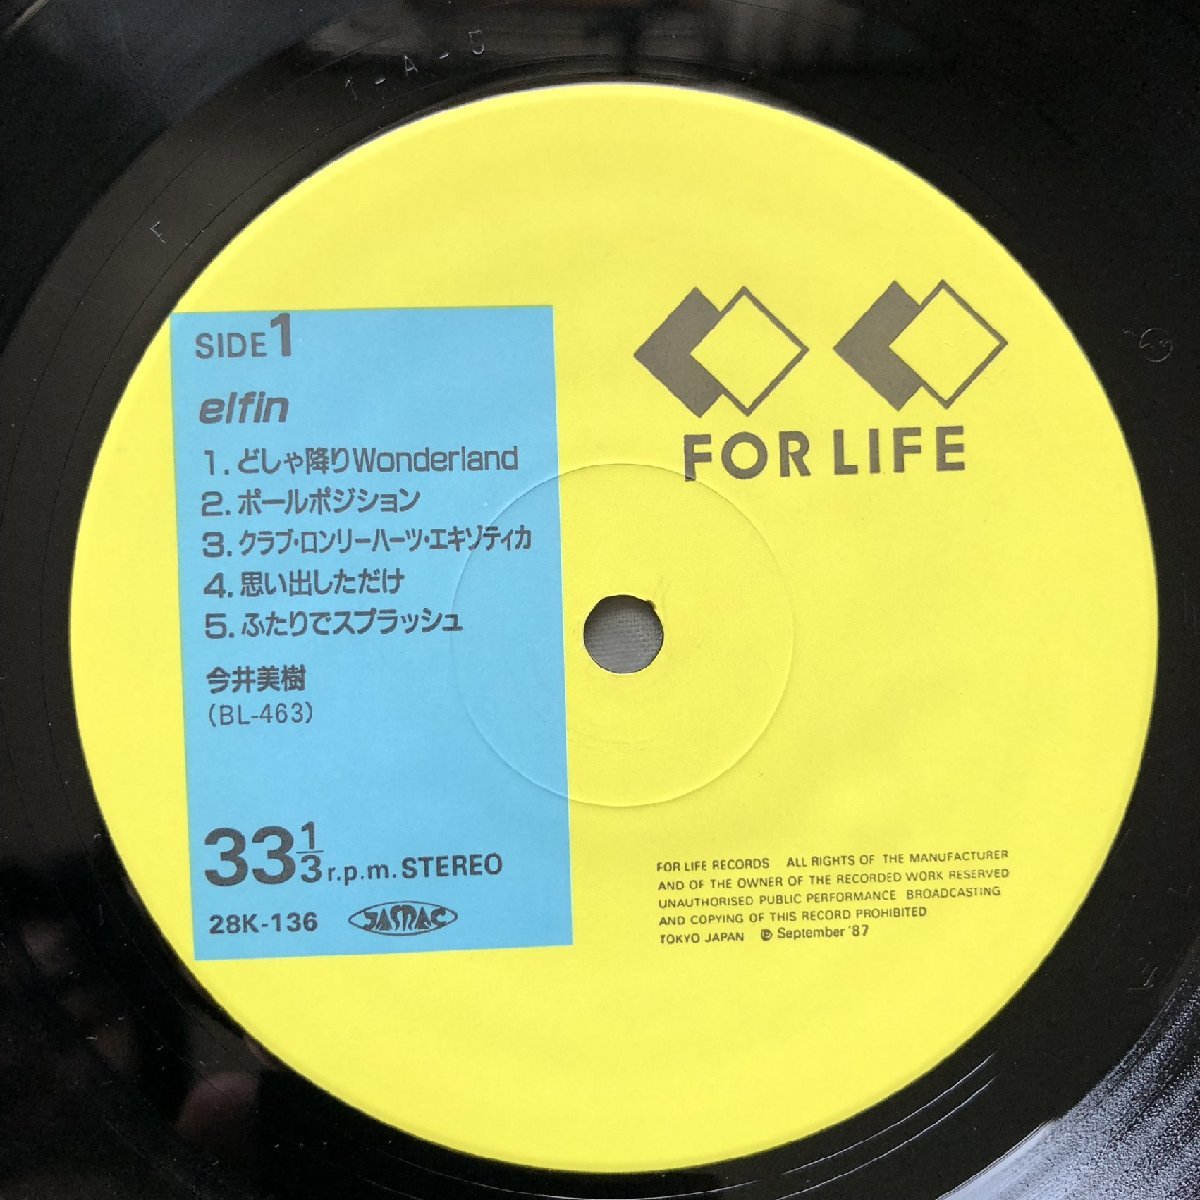 1-A-5
F
SIDE 1
elfin
1. どしゃ降りWonderland
2. ポールポジション
3. クラブ・ロンリーハーツ・エキゾティカ
4. 思い出しただけ
5. ふたりでスプラッシュ
今井美樹
(BL-463)
33 1/3 r.p.m. STEREO
28K-136 JASRAC
FOR LIFE
FOR LIFE RECORDS ALL RIGHTS OF THE MANUFACTURER
AND OF THE OWNER OF THE RECORDED WORK RESERVED
UNAUTHORISED PUBLIC PERFORMANCE BROADCASTING
AND COPYING OF THIS RECORD PROHIBITED
TOKYO JAPAN ℗ September '87